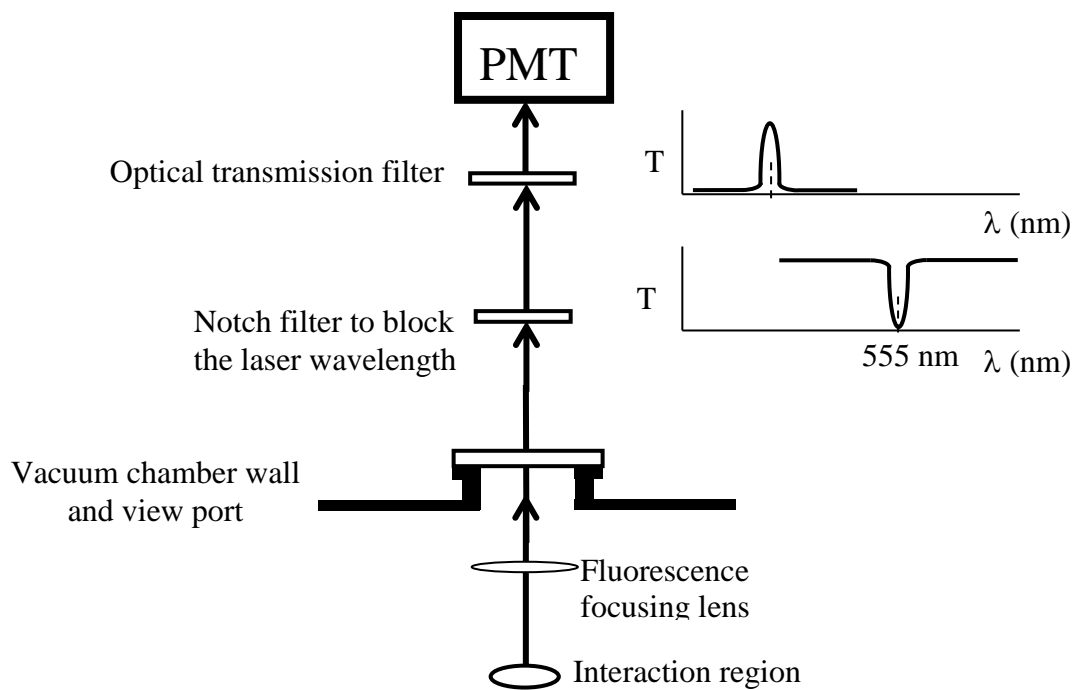 PMT
Optical transmission filter
T
λ (nm)
Notch filter to block
the laser wavelength
T
555 nm
λ (nm)
Vacuum chamber wall
and view port
Fluorescence
focusing lens
Interaction region